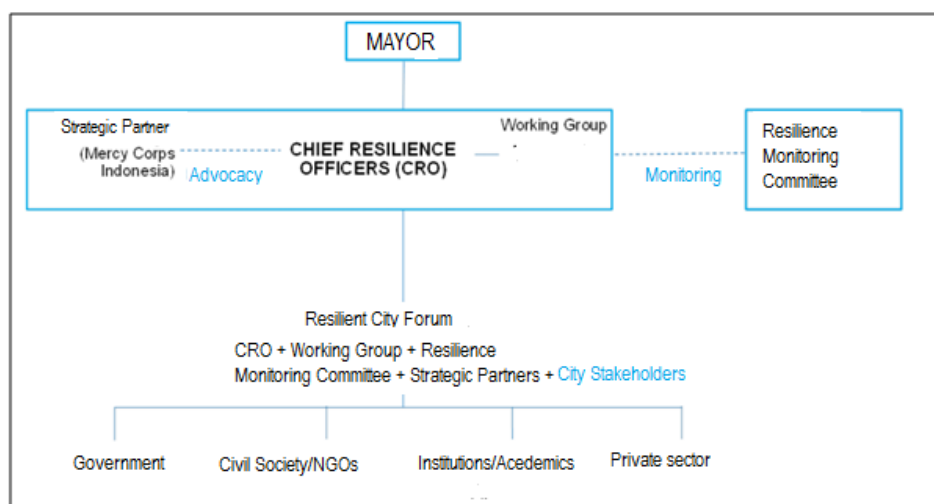 MAYOR
Strategic Partner
(Mercy Corps
Indonesia)
Advocacy
CHIEF RESILIENCE
OFFICERS (CRO)
Working Group
Monitoring
Resilience
Monitoring
Committee
Resilient City Forum
CRO + Working Group + Resilience
Monitoring Committee + Strategic Partners + City Stakeholders
Government
Civil Society/NGOs
Institutions/Acedemics
Private sector